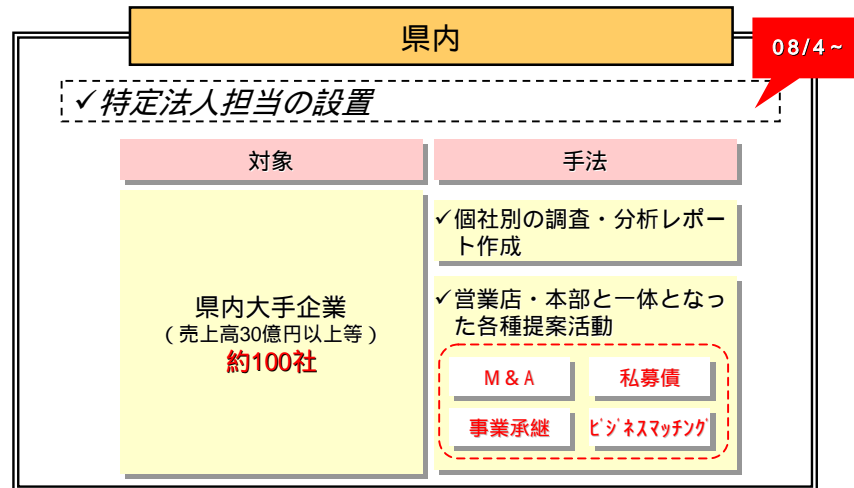 県内
08/4~
✓特定法人担当の設置
対象
手法
県内大手企業
(売上高30億円以上等)
約100社
✓個社別の調査・分析レポー
ト作成
✓営業店・本部と一体となっ
た各種提案活動
M&A
私募債
事業承継
ﾋﾞｼﾞﾈｽﾏｯﾁﾝｸﾞ